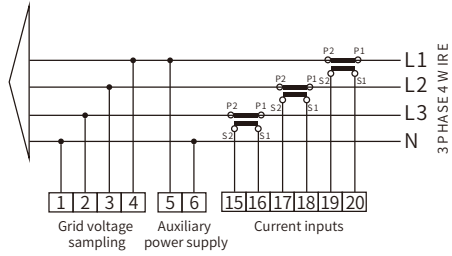 P2 P1
L1
P2 P1 S2 S1
L2
P2 P1 S2 S1
L3
S2 S1
N
3 PHASE 4 WIRE
1 2 3 4 5 6 15 16 17 18 19 20
Grid voltage
sampling
Auxiliary
power supply
Current inputs